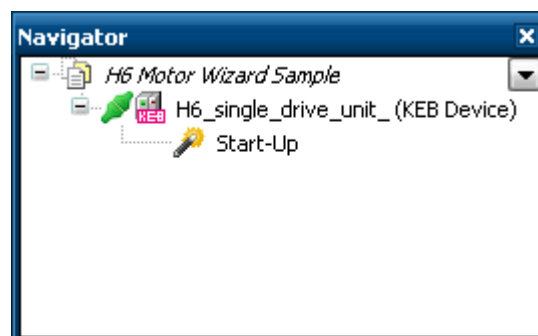 Navigator
H6 Motor Wizard Sample
KEB
H6_single_drive_unit_ (KEB Device)
Start-Up